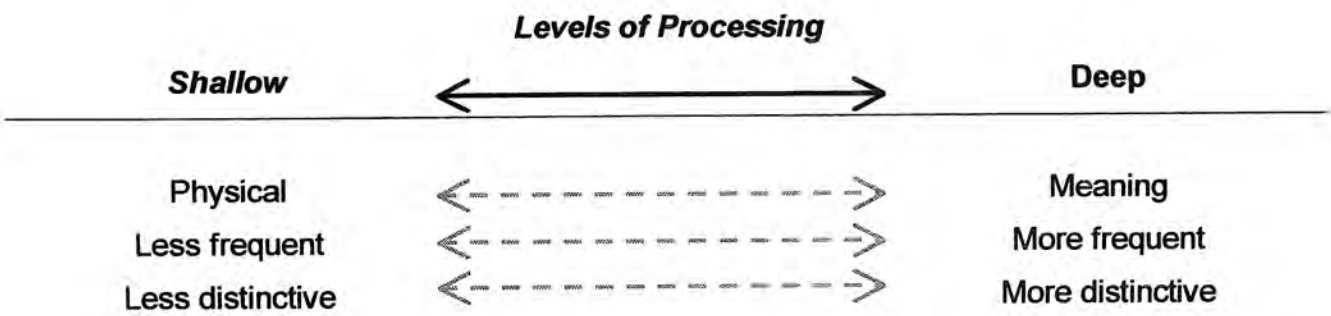 Levels of Processing
Shallow Deep
Physical Meaning
Less frequent More frequent
Less distinctive More distinctive